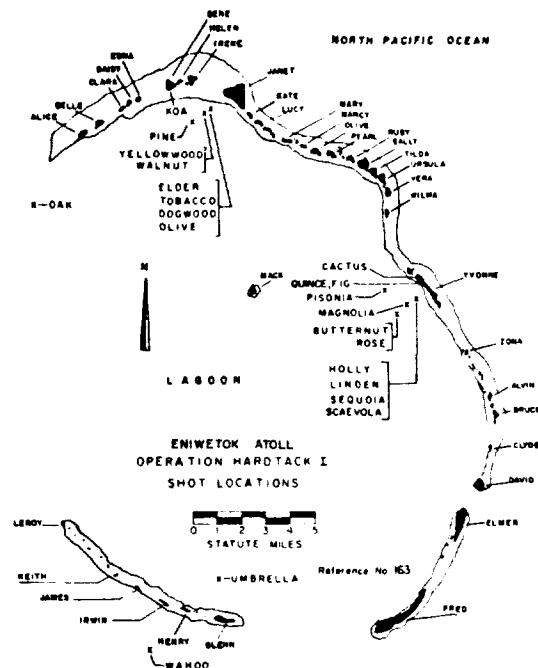 GENE
HELEN
IRENE
NORTH PACIFIC OCEAN
EDNA
DAISY
CLARA
BELLE
ALICE
KOA
JANET
KATE
LUCY
PINE
YELLOWWOOD
WALNUT
MARY
NANCY
OLIVE
PEARL
RUBY
SALLY
TILDA
URSULA
VERA
WILMA
X-OAK
ELDER
TOBACCO
DOGWOOD
OLIVE
N
MACK
CACTUS
QUINCE, FIG
PISONIA
MAGNOLIA
BUTTERNUT
ROSE
YVONNE
HOLLY
LINDEN
SEQUOIA
SCAEVOLA
ZONA
ALVIN
BRUCE
CLYDE
DAVID
LAGOON
ENIWETOK ATOLL
OPERATION HARDTACK I
SHOT LOCATIONS
0 1 2 3 4 5
STATUTE MILES
X-UMBRELLA
Reference No 163
ELMER
FRED
LEROY
KEITH
JAMES
IRWIN
HENRY
GLENN
X
WAHOO